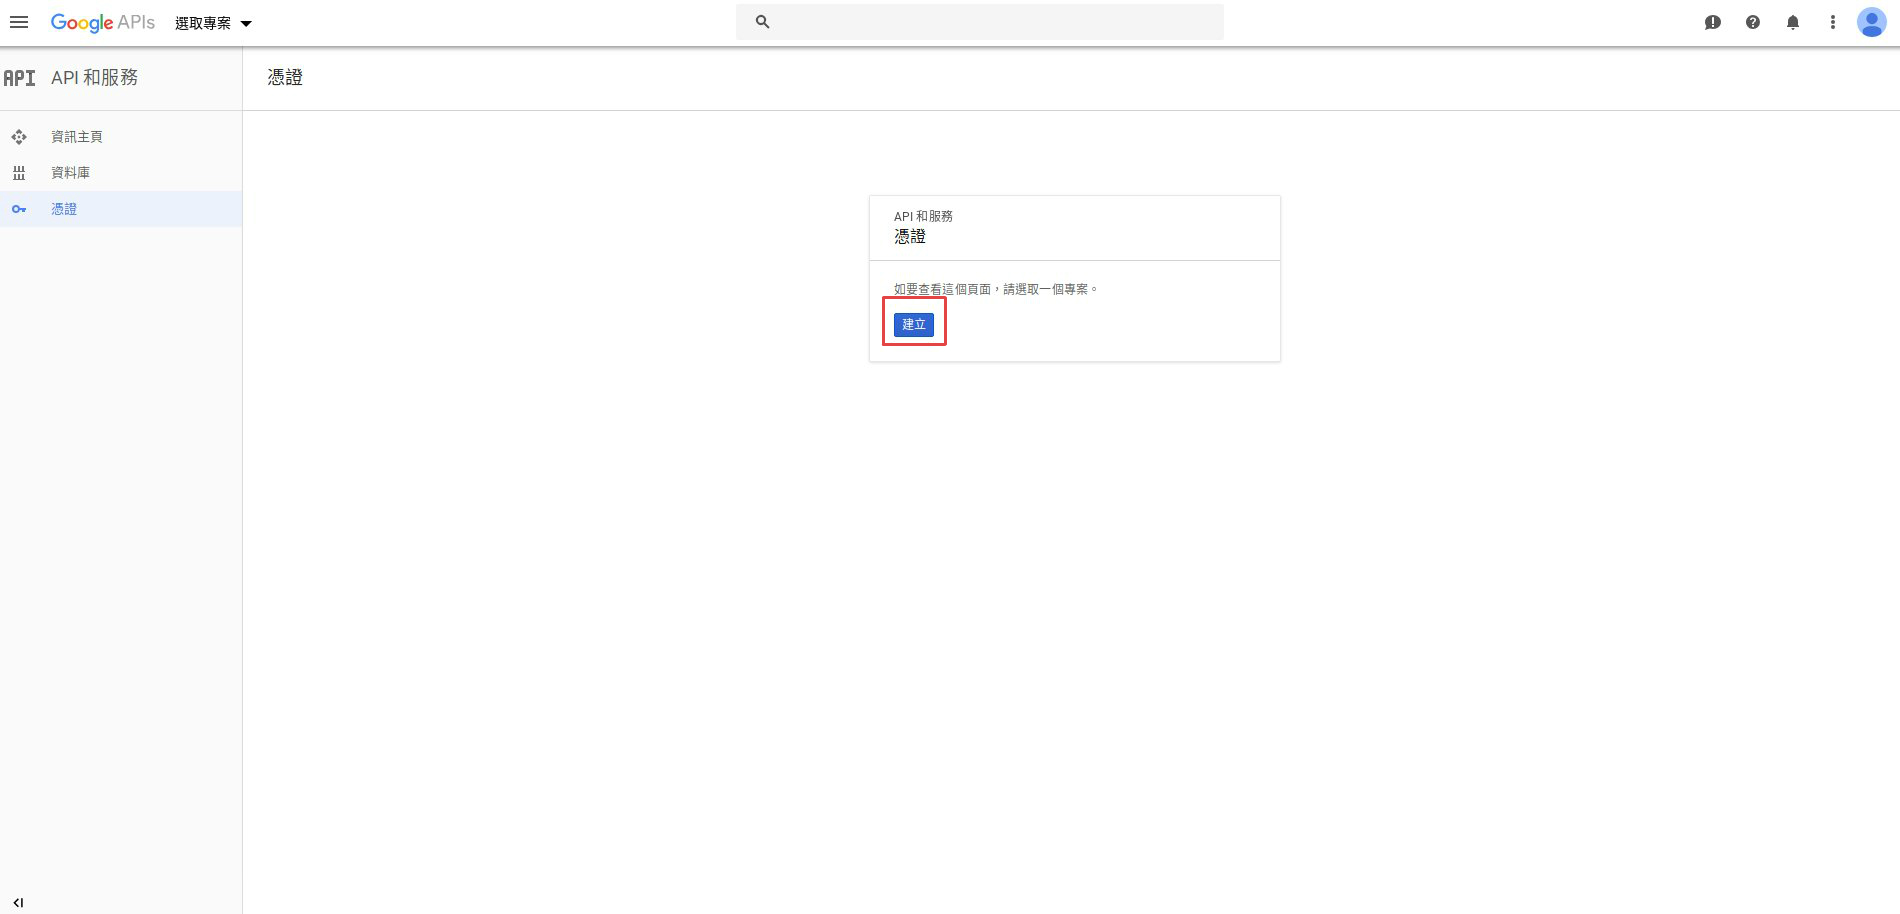 Google APIs 選取專案
API API 和服務
憑證
資訊主頁
資料庫
憑證
API 和服務
憑證
如要查看這個頁面，請選取一個專案。
建立